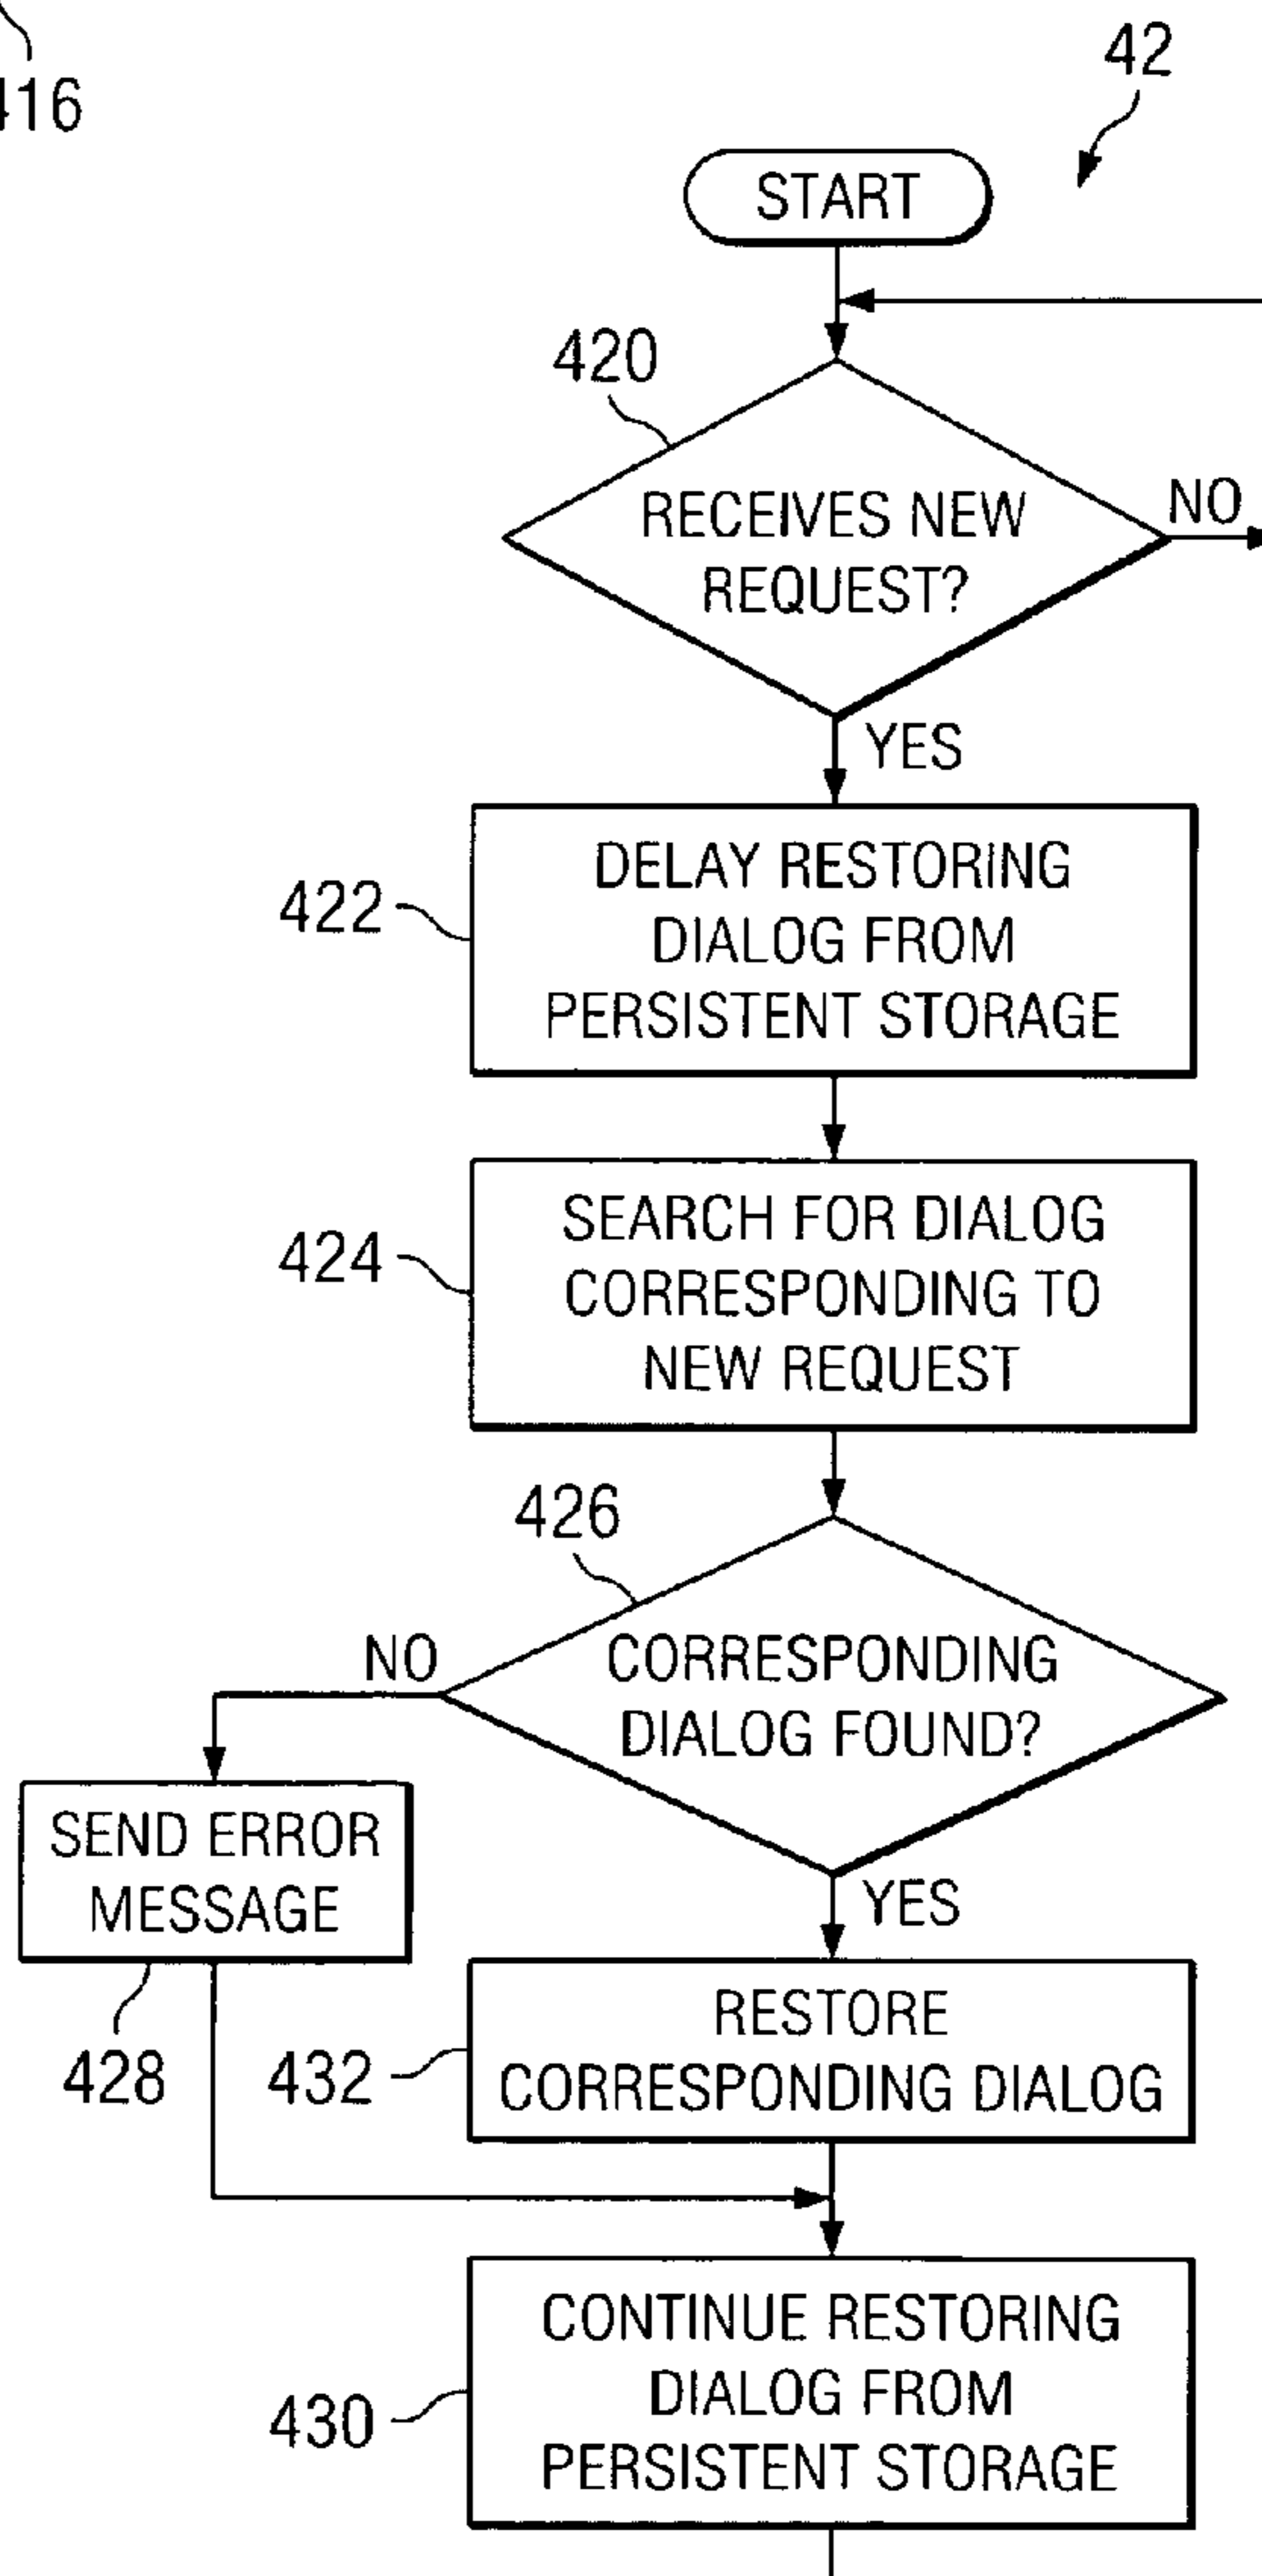 416
42
START
420
RECEIVES NEW
REQUEST?
NO
YES
422
DELAY RESTORING
DIALOG FROM
PERSISTENT STORAGE
424
SEARCH FOR DIALOG
CORRESPONDING TO
NEW REQUEST
426
NO
CORRESPONDING
DIALOG FOUND?
YES
SEND ERROR
MESSAGE
428
432
RESTORE
CORRESPONDING DIALOG
430
CONTINUE RESTORING
DIALOG FROM
PERSISTENT STORAGE